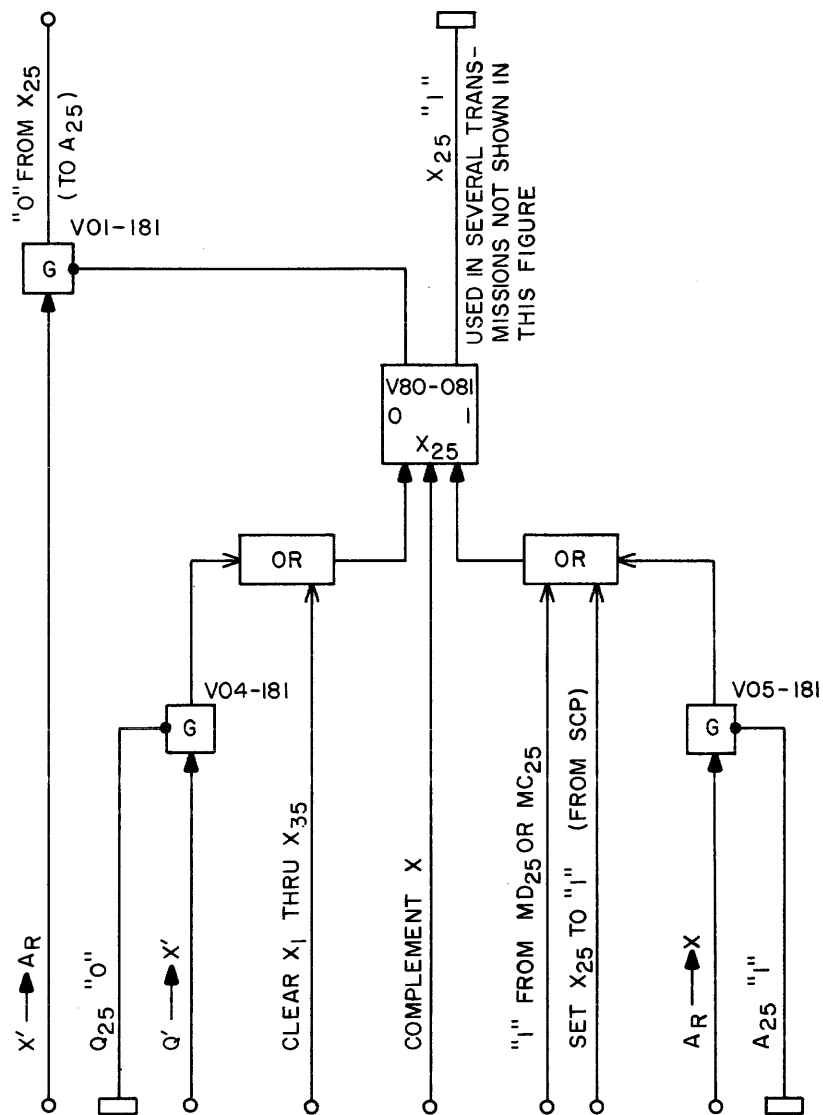 "O" FROM X25
(TO A25)
V01-181
G
X25 "1"
USED IN SEVERAL TRANS-
MISSIONS NOT SHOWN IN
THIS FIGURE
V80-081
0 1
X25
OR
OR
V04-181
G
V05-181
G
X' → AR
Q25 "O"
Q' → X'
CLEAR X1 THRU X35
COMPLEMENT X
"1" FROM MD25 OR MC25
SET X25 TO "1" (FROM SCP)
AR → X
A25 "1"